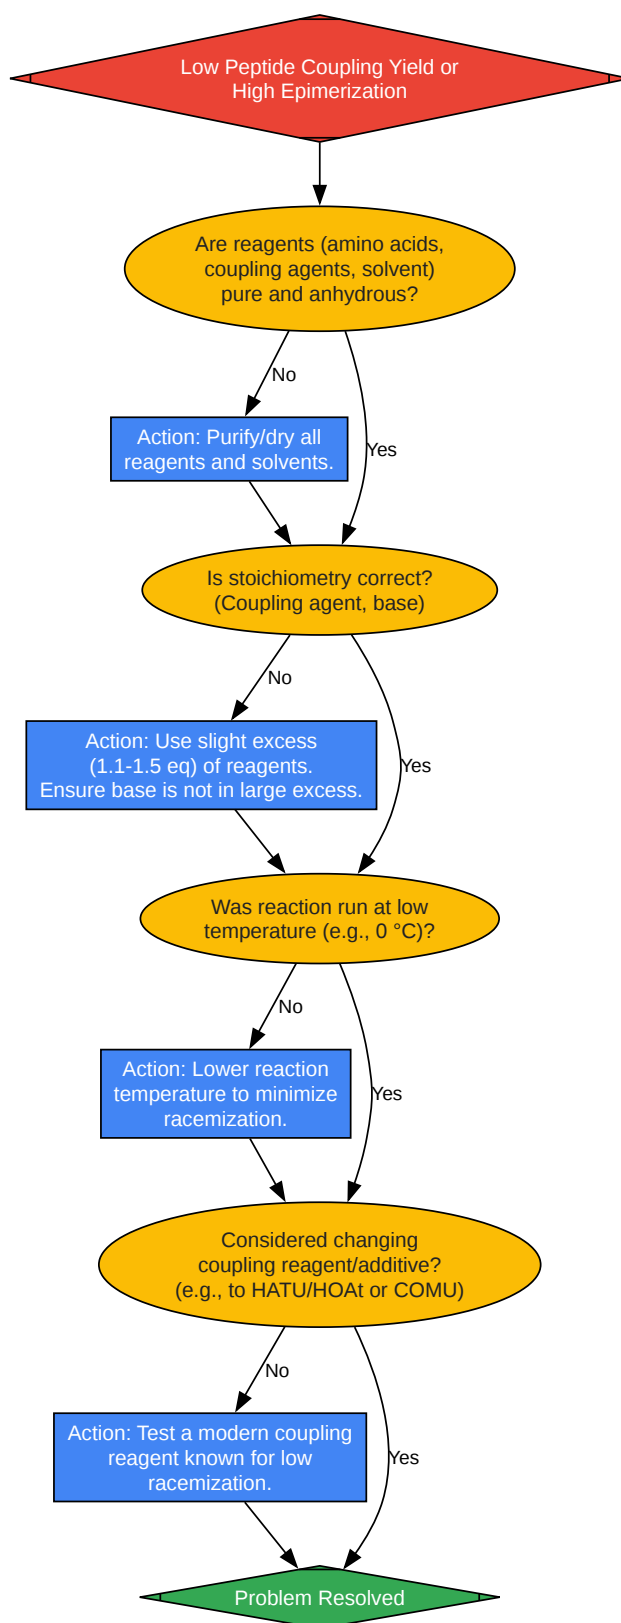 Low Peptide Coupling Yield or
High Epimerization
Are reagents (amino acids,
coupling agents, solvent)
pure and anhydrous?
No
Action: Purify/dry all
reagents and solvents.
Yes
Is stoichiometry correct?
(Coupling agent, base)
No
Action: Use slight excess
(1.1-1.5 eq) of reagents.
Ensure base is not in large excess.
Yes
Was reaction run at low
temperature (e.g., 0 °C)?
No
Action: Lower reaction
temperature to minimize
racemization.
Yes
Considered changing
coupling reagent/additive?
(e.g., to HATU/HOAt or COMU)
No
Action: Test a modern coupling
reagent known for low
racemization.
Yes
Problem Resolved